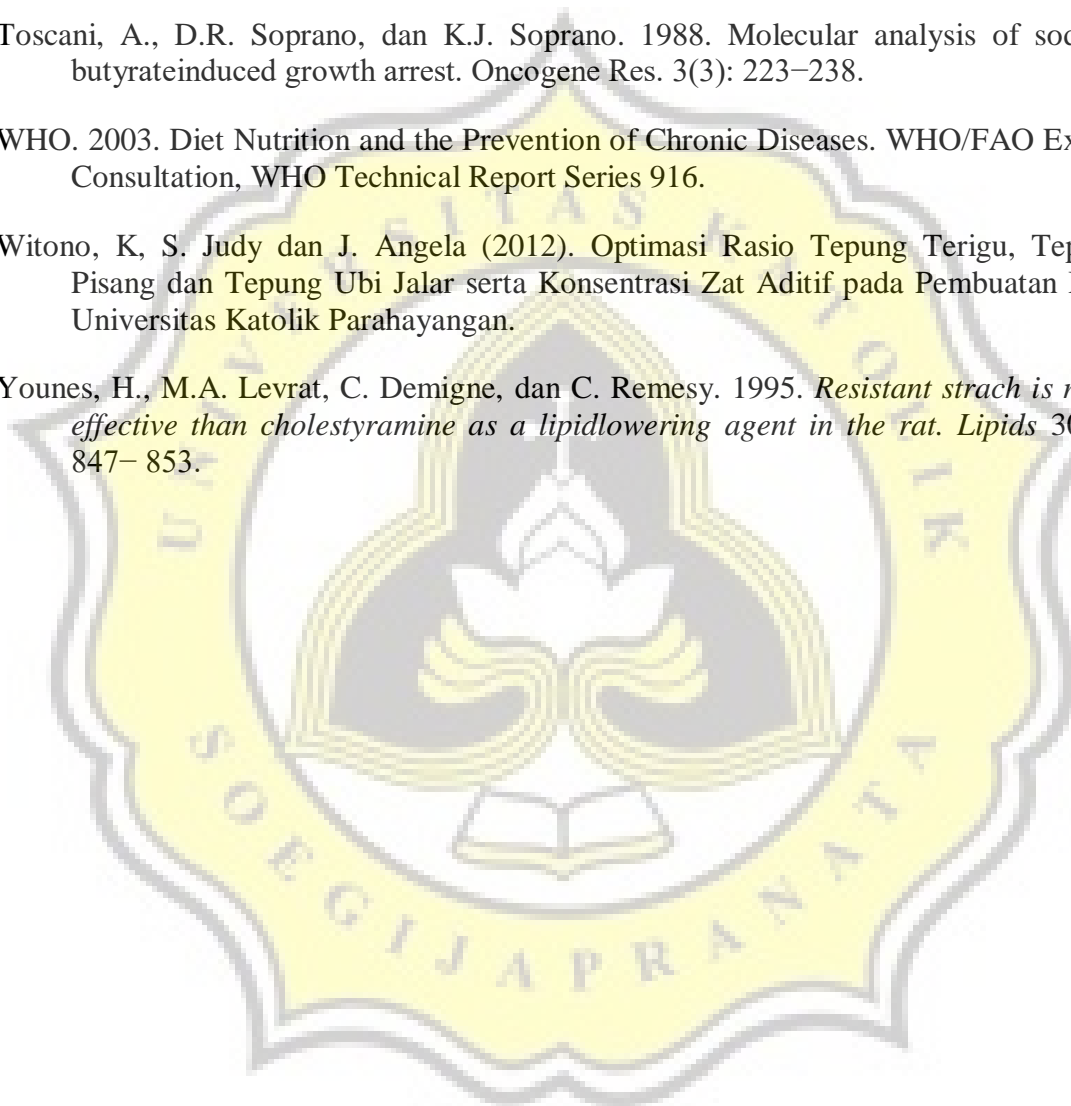 Toscani, A., D.R. Soprano, dan K.J. Soprano. 1988. Molecular analysis of sod
butyrateinduced growth arrest. Oncogene Res. 3(3): 223−238.
WHO. 2003. Diet Nutrition and the Prevention of Chronic Diseases. WHO/FAO Ex
Consultation, WHO Technical Report Series 916.
Witono, K, S. Judy dan J. Angela (2012). Optimasi Rasio Tepung Terigu, Tep
Pisang dan Tepung Ubi Jalar serta Konsentrasi Zat Aditif pada Pembuatan
Universitas Katolik Parahayangan.
Younes, H., M.A. Levrat, C. Demigne, dan C. Remesy. 1995. Resistant strach is
effective than cholestyramine as a lipidlowering agent in the rat. Lipids 30
847− 853.
UNIVERSITAS KATOLIK
SOEGIJAPRANATA